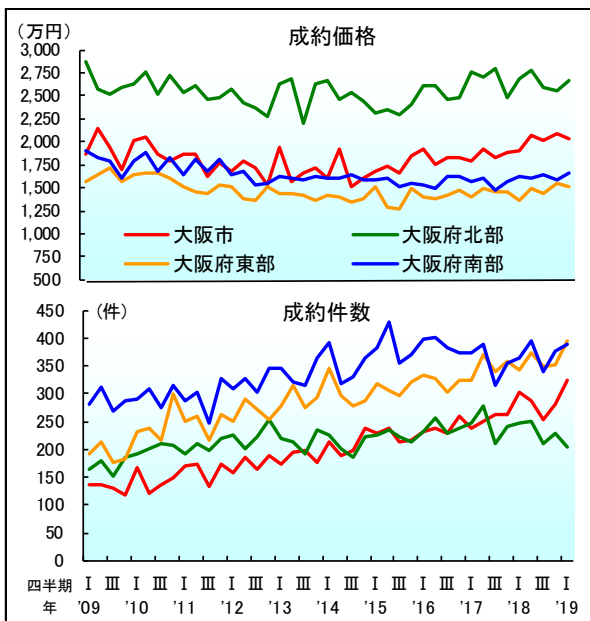 (万円)
成約価格
3,000
2,750
2,500
2,250
2,000
1,750
1,500
1,250
1,000
750
500
大阪市
大阪府北部
大阪府東部
大阪府南部
(件)
成約件数
450
400
350
300
250
200
150
100
50
0
四半期 Ⅰ Ⅲ Ⅰ Ⅲ Ⅰ Ⅲ Ⅰ Ⅲ Ⅰ Ⅲ Ⅰ Ⅲ Ⅰ Ⅲ Ⅰ Ⅲ Ⅰ Ⅲ Ⅰ Ⅲ Ⅰ
年 '09 '10 '11 '12 '13 '14 '15 '16 '17 '18 '19